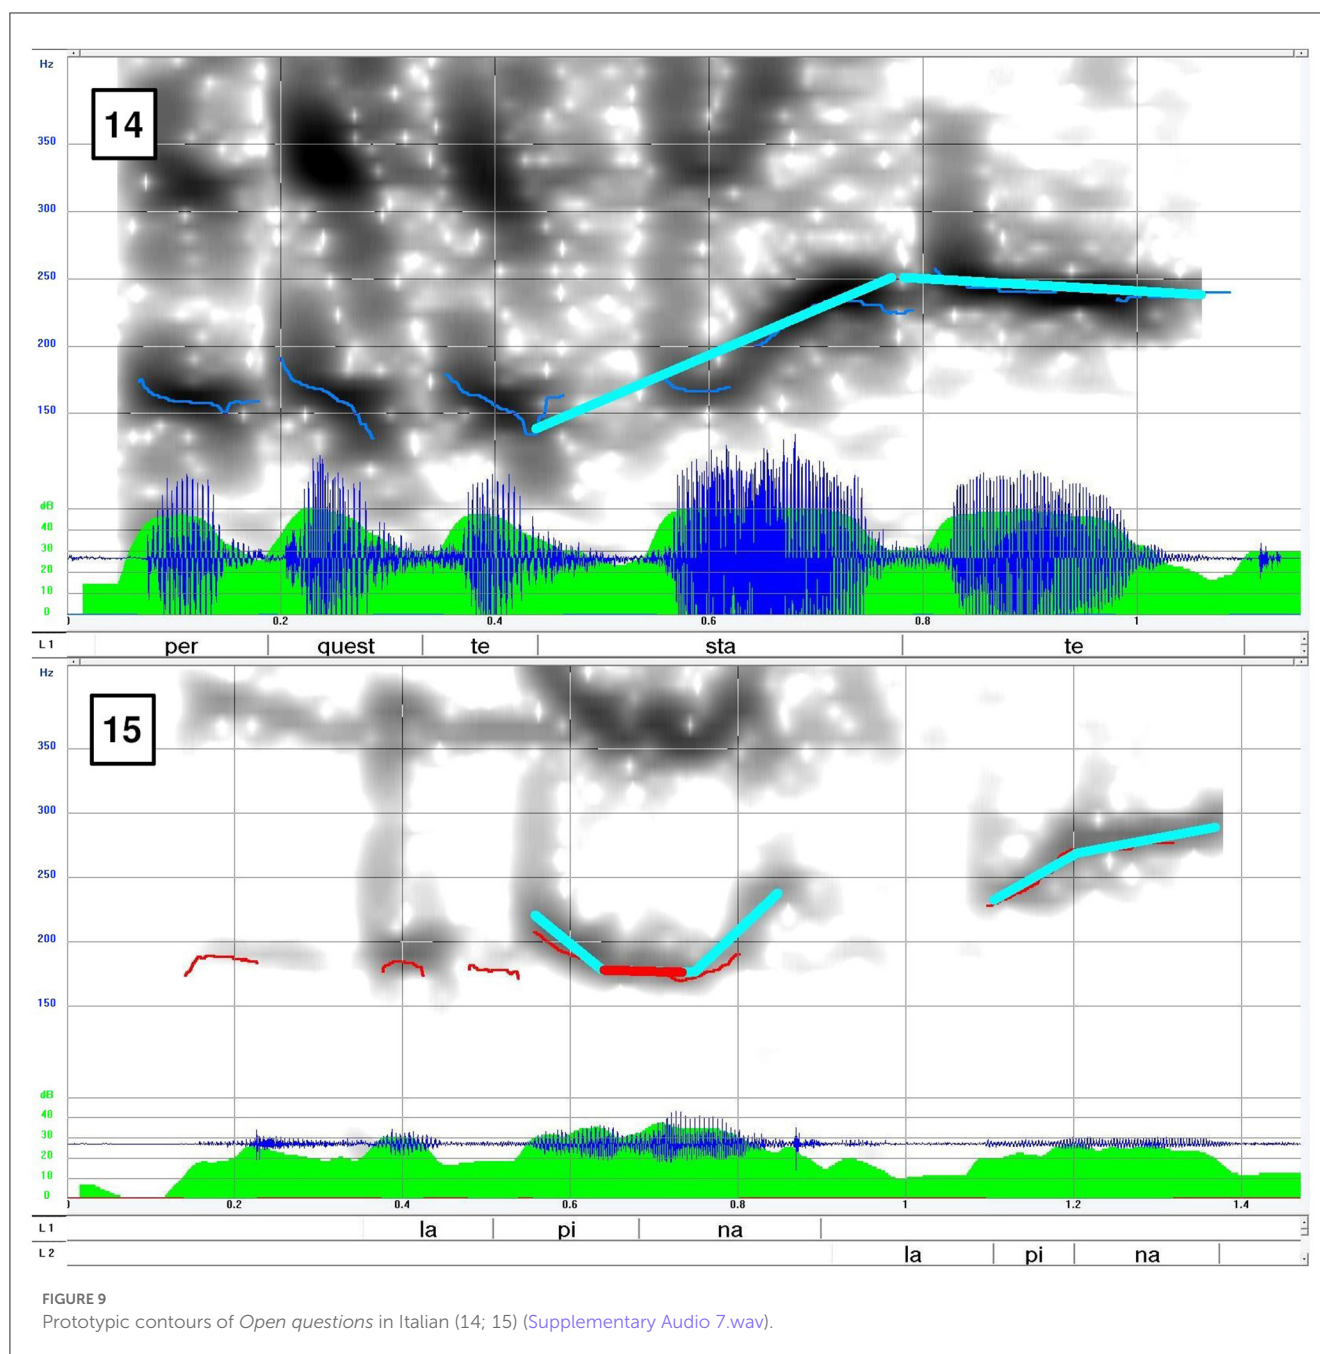 Hz
14
350
300
250
200
150
dB
40
30
20
10
0
0.2 0.4 0.6 0.8 1
L1 per quest te sta te
Hz
15
350
300
250
200
150
dB
40
30
20
10
0
0.2 0.4 0.6 0.8 1 1.2 1.4
L1 la pi na
L2 la pi na
FIGURE 9
Prototypic contours of Open questions in Italian (14; 15) (Supplementary Audio 7.wav).